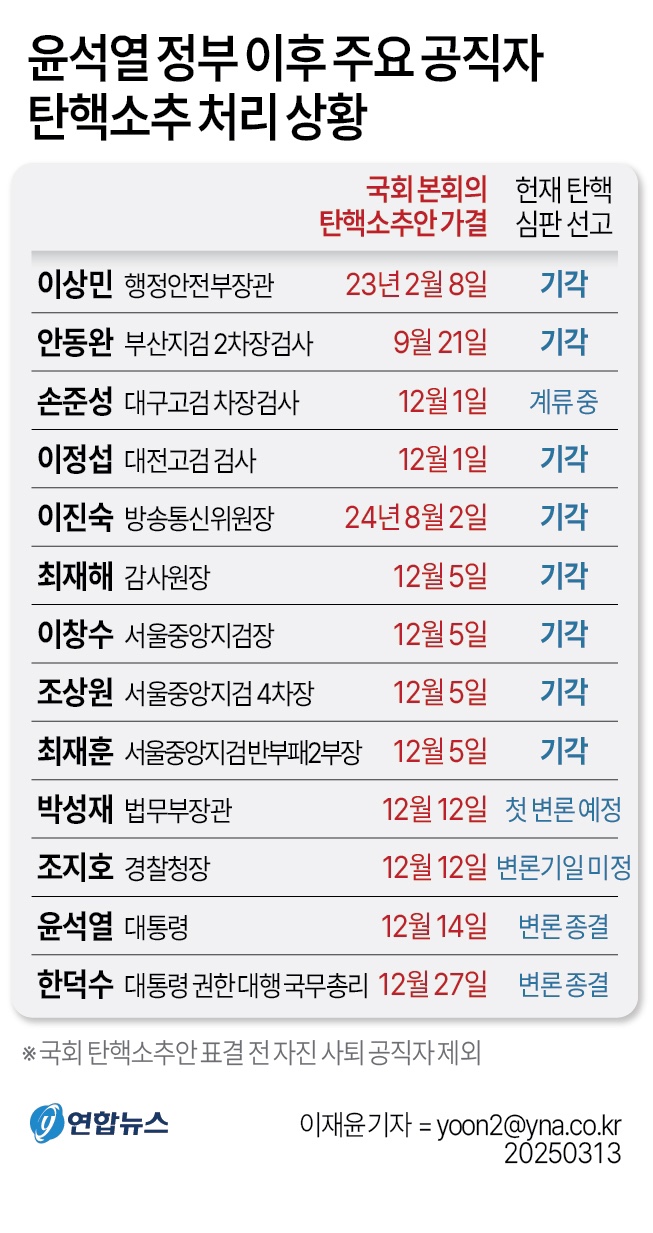 윤석열 정부 이후 주요 공직자
탄핵소추 처리 상황
국회 본회의 헌재 탄핵
탄핵소추안 가결 심판 선고
이상민 행정안전부장관 23년 2월 8일 기각
안동완 부산지검 2차장검사 9월 21일 기각
손준성 대구고검 차장검사 12월 1일 계류 중
이정섭 대전고검 검사 12월 1일 기각
이진숙 방송통신위원장 24년 8월 2일 기각
최재해 감사원장 12월 5일 기각
이창수 서울중앙지검장 12월 5일 기각
조상원 서울중앙지검 4차장 12월 5일 기각
최재훈 서울중앙지검 반부패2부장 12월 5일 기각
박성재 법무부장관 12월 12일 첫 변론 예정
조지호 경찰청장 12월 12일 변론기일 미정
윤석열 대통령 12월 14일 변론 종결
한덕수 대통령 권한대행 국무총리 12월 27일 변론 종결
※ 국회 탄핵소추안 표결 전 자진 사퇴 공직자 제외
y 연합뉴스 이재윤 기자 = yoon2@yna.co.kr
20250313